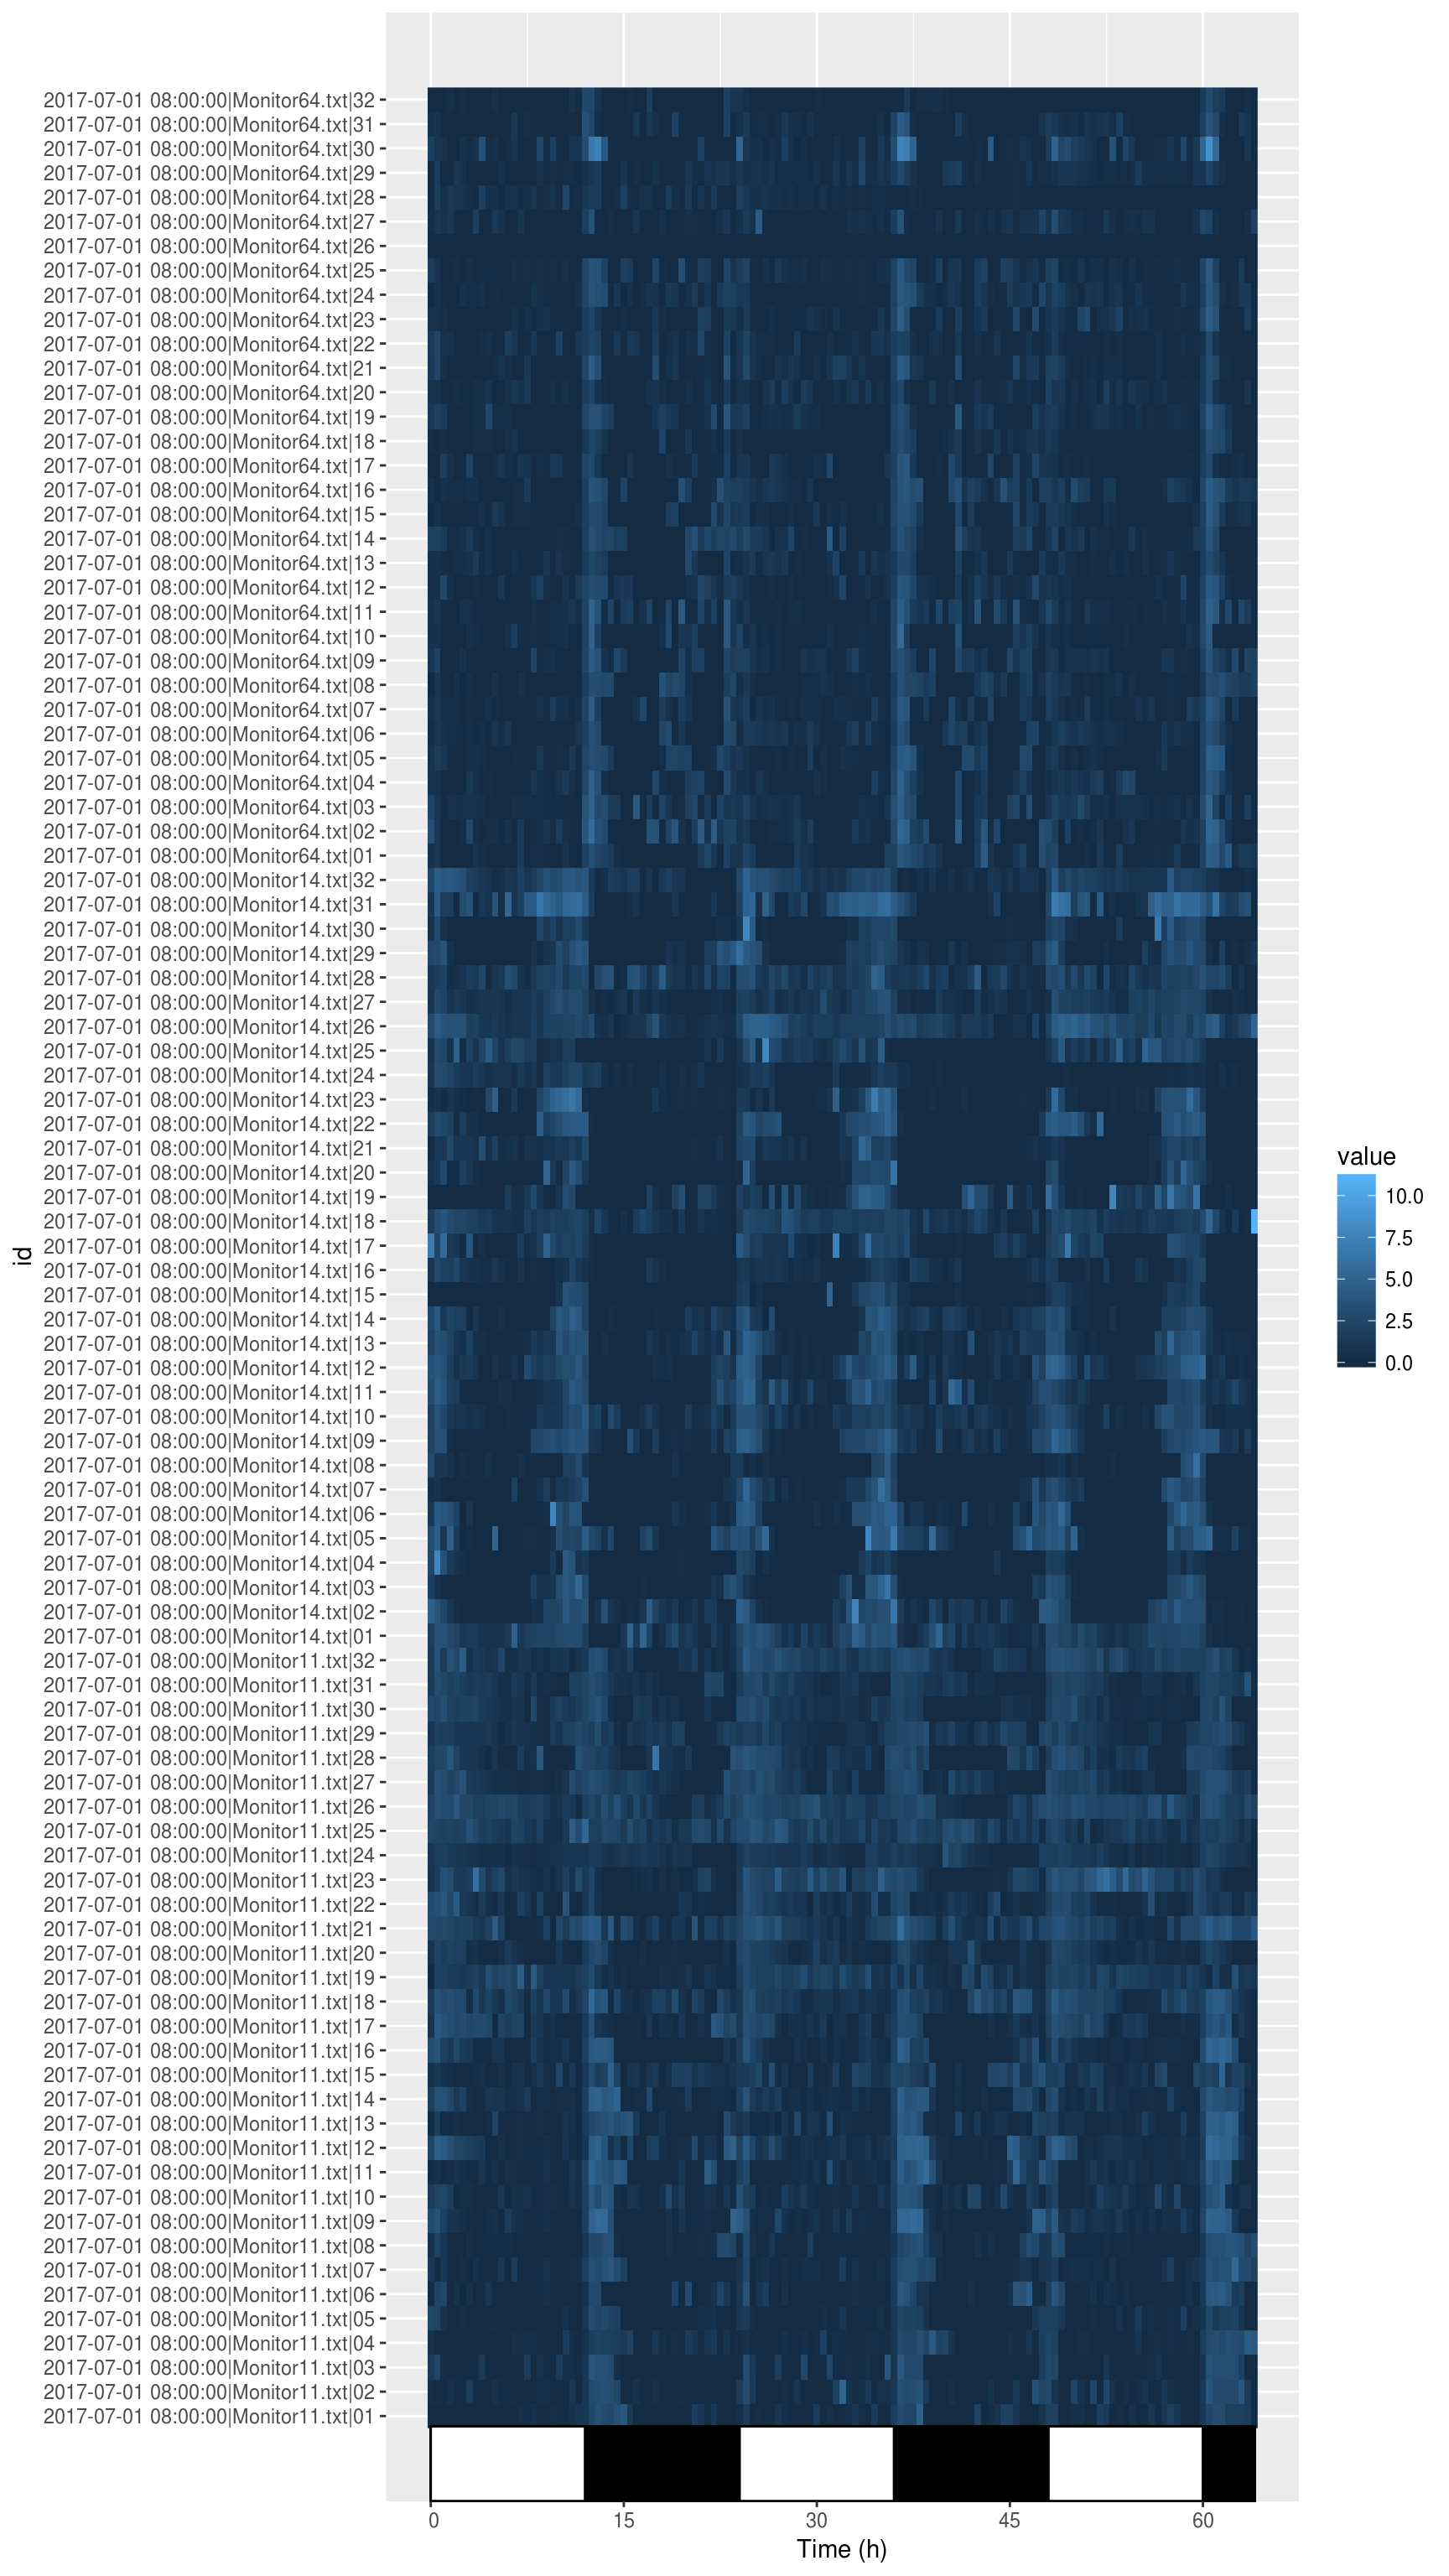 2017-07-01 08:00:00|Monitor64.txt|32
2017-07-01 08:00:00|Monitor64.txt|31
2017-07-01 08:00:00|Monitor64.txt|30
2017-07-01 08:00:00|Monitor64.txt|29
2017-07-01 08:00:00|Monitor64.txt|28
2017-07-01 08:00:00|Monitor64.txt|27
2017-07-01 08:00:00|Monitor64.txt|26
2017-07-01 08:00:00|Monitor64.txt|25
2017-07-01 08:00:00|Monitor64.txt|24
2017-07-01 08:00:00|Monitor64.txt|23
2017-07-01 08:00:00|Monitor64.txt|22
2017-07-01 08:00:00|Monitor64.txt|21
2017-07-01 08:00:00|Monitor64.txt|20
2017-07-01 08:00:00|Monitor64.txt|19
2017-07-01 08:00:00|Monitor64.txt|18
2017-07-01 08:00:00|Monitor64.txt|17
2017-07-01 08:00:00|Monitor64.txt|16
2017-07-01 08:00:00|Monitor64.txt|15
2017-07-01 08:00:00|Monitor64.txt|14
2017-07-01 08:00:00|Monitor64.txt|13
2017-07-01 08:00:00|Monitor64.txt|12
2017-07-01 08:00:00|Monitor64.txt|11
2017-07-01 08:00:00|Monitor64.txt|10
2017-07-01 08:00:00|Monitor64.txt|09
2017-07-01 08:00:00|Monitor64.txt|08
2017-07-01 08:00:00|Monitor64.txt|07
2017-07-01 08:00:00|Monitor64.txt|06
2017-07-01 08:00:00|Monitor64.txt|05
2017-07-01 08:00:00|Monitor64.txt|04
2017-07-01 08:00:00|Monitor64.txt|03
2017-07-01 08:00:00|Monitor64.txt|02
2017-07-01 08:00:00|Monitor64.txt|01
2017-07-01 08:00:00|Monitor14.txt|32
2017-07-01 08:00:00|Monitor14.txt|31
2017-07-01 08:00:00|Monitor14.txt|30
2017-07-01 08:00:00|Monitor14.txt|29
2017-07-01 08:00:00|Monitor14.txt|28
2017-07-01 08:00:00|Monitor14.txt|27
2017-07-01 08:00:00|Monitor14.txt|26
2017-07-01 08:00:00|Monitor14.txt|25
2017-07-01 08:00:00|Monitor14.txt|24
2017-07-01 08:00:00|Monitor14.txt|23
2017-07-01 08:00:00|Monitor14.txt|22
2017-07-01 08:00:00|Monitor14.txt|21
2017-07-01 08:00:00|Monitor14.txt|20
2017-07-01 08:00:00|Monitor14.txt|19
2017-07-01 08:00:00|Monitor14.txt|18
2017-07-01 08:00:00|Monitor14.txt|17
2017-07-01 08:00:00|Monitor14.txt|16
2017-07-01 08:00:00|Monitor14.txt|15
2017-07-01 08:00:00|Monitor14.txt|14
2017-07-01 08:00:00|Monitor14.txt|13
2017-07-01 08:00:00|Monitor14.txt|12
2017-07-01 08:00:00|Monitor14.txt|11
2017-07-01 08:00:00|Monitor14.txt|10
2017-07-01 08:00:00|Monitor14.txt|09
2017-07-01 08:00:00|Monitor14.txt|08
2017-07-01 08:00:00|Monitor14.txt|07
2017-07-01 08:00:00|Monitor14.txt|06
2017-07-01 08:00:00|Monitor14.txt|05
2017-07-01 08:00:00|Monitor14.txt|04
2017-07-01 08:00:00|Monitor14.txt|03
2017-07-01 08:00:00|Monitor14.txt|02
2017-07-01 08:00:00|Monitor14.txt|01
2017-07-01 08:00:00|Monitor11.txt|32
2017-07-01 08:00:00|Monitor11.txt|31
2017-07-01 08:00:00|Monitor11.txt|30
2017-07-01 08:00:00|Monitor11.txt|29
2017-07-01 08:00:00|Monitor11.txt|28
2017-07-01 08:00:00|Monitor11.txt|27
2017-07-01 08:00:00|Monitor11.txt|26
2017-07-01 08:00:00|Monitor11.txt|25
2017-07-01 08:00:00|Monitor11.txt|24
2017-07-01 08:00:00|Monitor11.txt|23
2017-07-01 08:00:00|Monitor11.txt|22
2017-07-01 08:00:00|Monitor11.txt|21
2017-07-01 08:00:00|Monitor11.txt|20
2017-07-01 08:00:00|Monitor11.txt|19
2017-07-01 08:00:00|Monitor11.txt|18
2017-07-01 08:00:00|Monitor11.txt|17
2017-07-01 08:00:00|Monitor11.txt|16
2017-07-01 08:00:00|Monitor11.txt|15
2017-07-01 08:00:00|Monitor11.txt|14
2017-07-01 08:00:00|Monitor11.txt|13
2017-07-01 08:00:00|Monitor11.txt|12
2017-07-01 08:00:00|Monitor11.txt|11
2017-07-01 08:00:00|Monitor11.txt|10
2017-07-01 08:00:00|Monitor11.txt|09
2017-07-01 08:00:00|Monitor11.txt|08
2017-07-01 08:00:00|Monitor11.txt|07
2017-07-01 08:00:00|Monitor11.txt|06
2017-07-01 08:00:00|Monitor11.txt|05
2017-07-01 08:00:00|Monitor11.txt|04
2017-07-01 08:00:00|Monitor11.txt|03
2017-07-01 08:00:00|Monitor11.txt|02
2017-07-01 08:00:00|Monitor11.txt|01
id
0 15 30 45 60
Time (h)
value
10.0
7.5
5.0
2.5
0.0